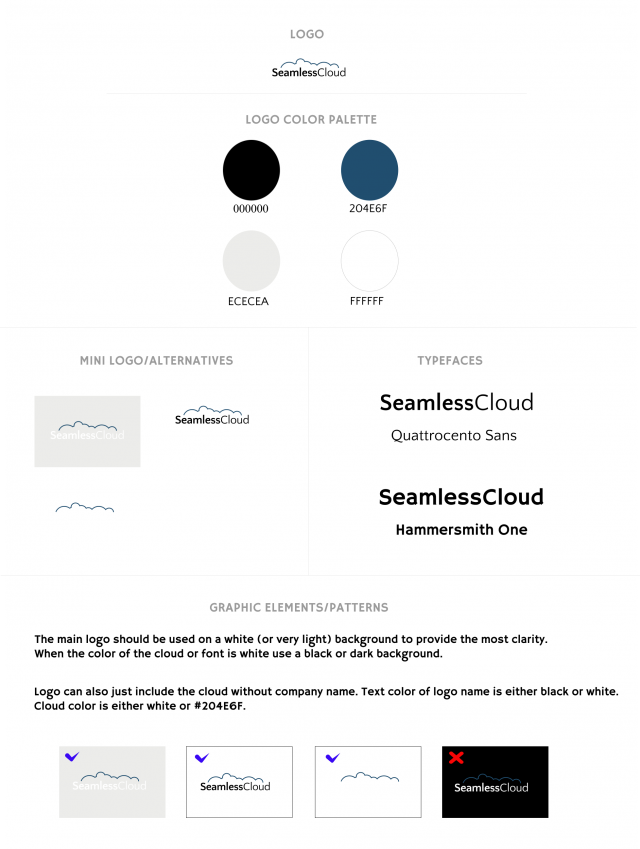 LOGO
SeamlessCloud
LOGO COLOR PALETTE
000000
204E6F
ECECEA
FFFFFF
MINI LOGO/ALTERNATIVES
SeamlessCloud
SeamlessCloud
TYPEFACES
SeamlessCloud
Quattrocento Sans
SeamlessCloud
Hammersmith One
GRAPHIC ELEMENTS/PATTERNS
The main logo should be used on a white (or very light) background to provide the most clarity.
When the color of the cloud or font is white use a black or dark background.
Logo can also just include the cloud without company name. Text color of logo name is either black or white.
Cloud color is either white or #204E6F.
SeamlessCloud
SeamlessCloud
SeamlessCloud